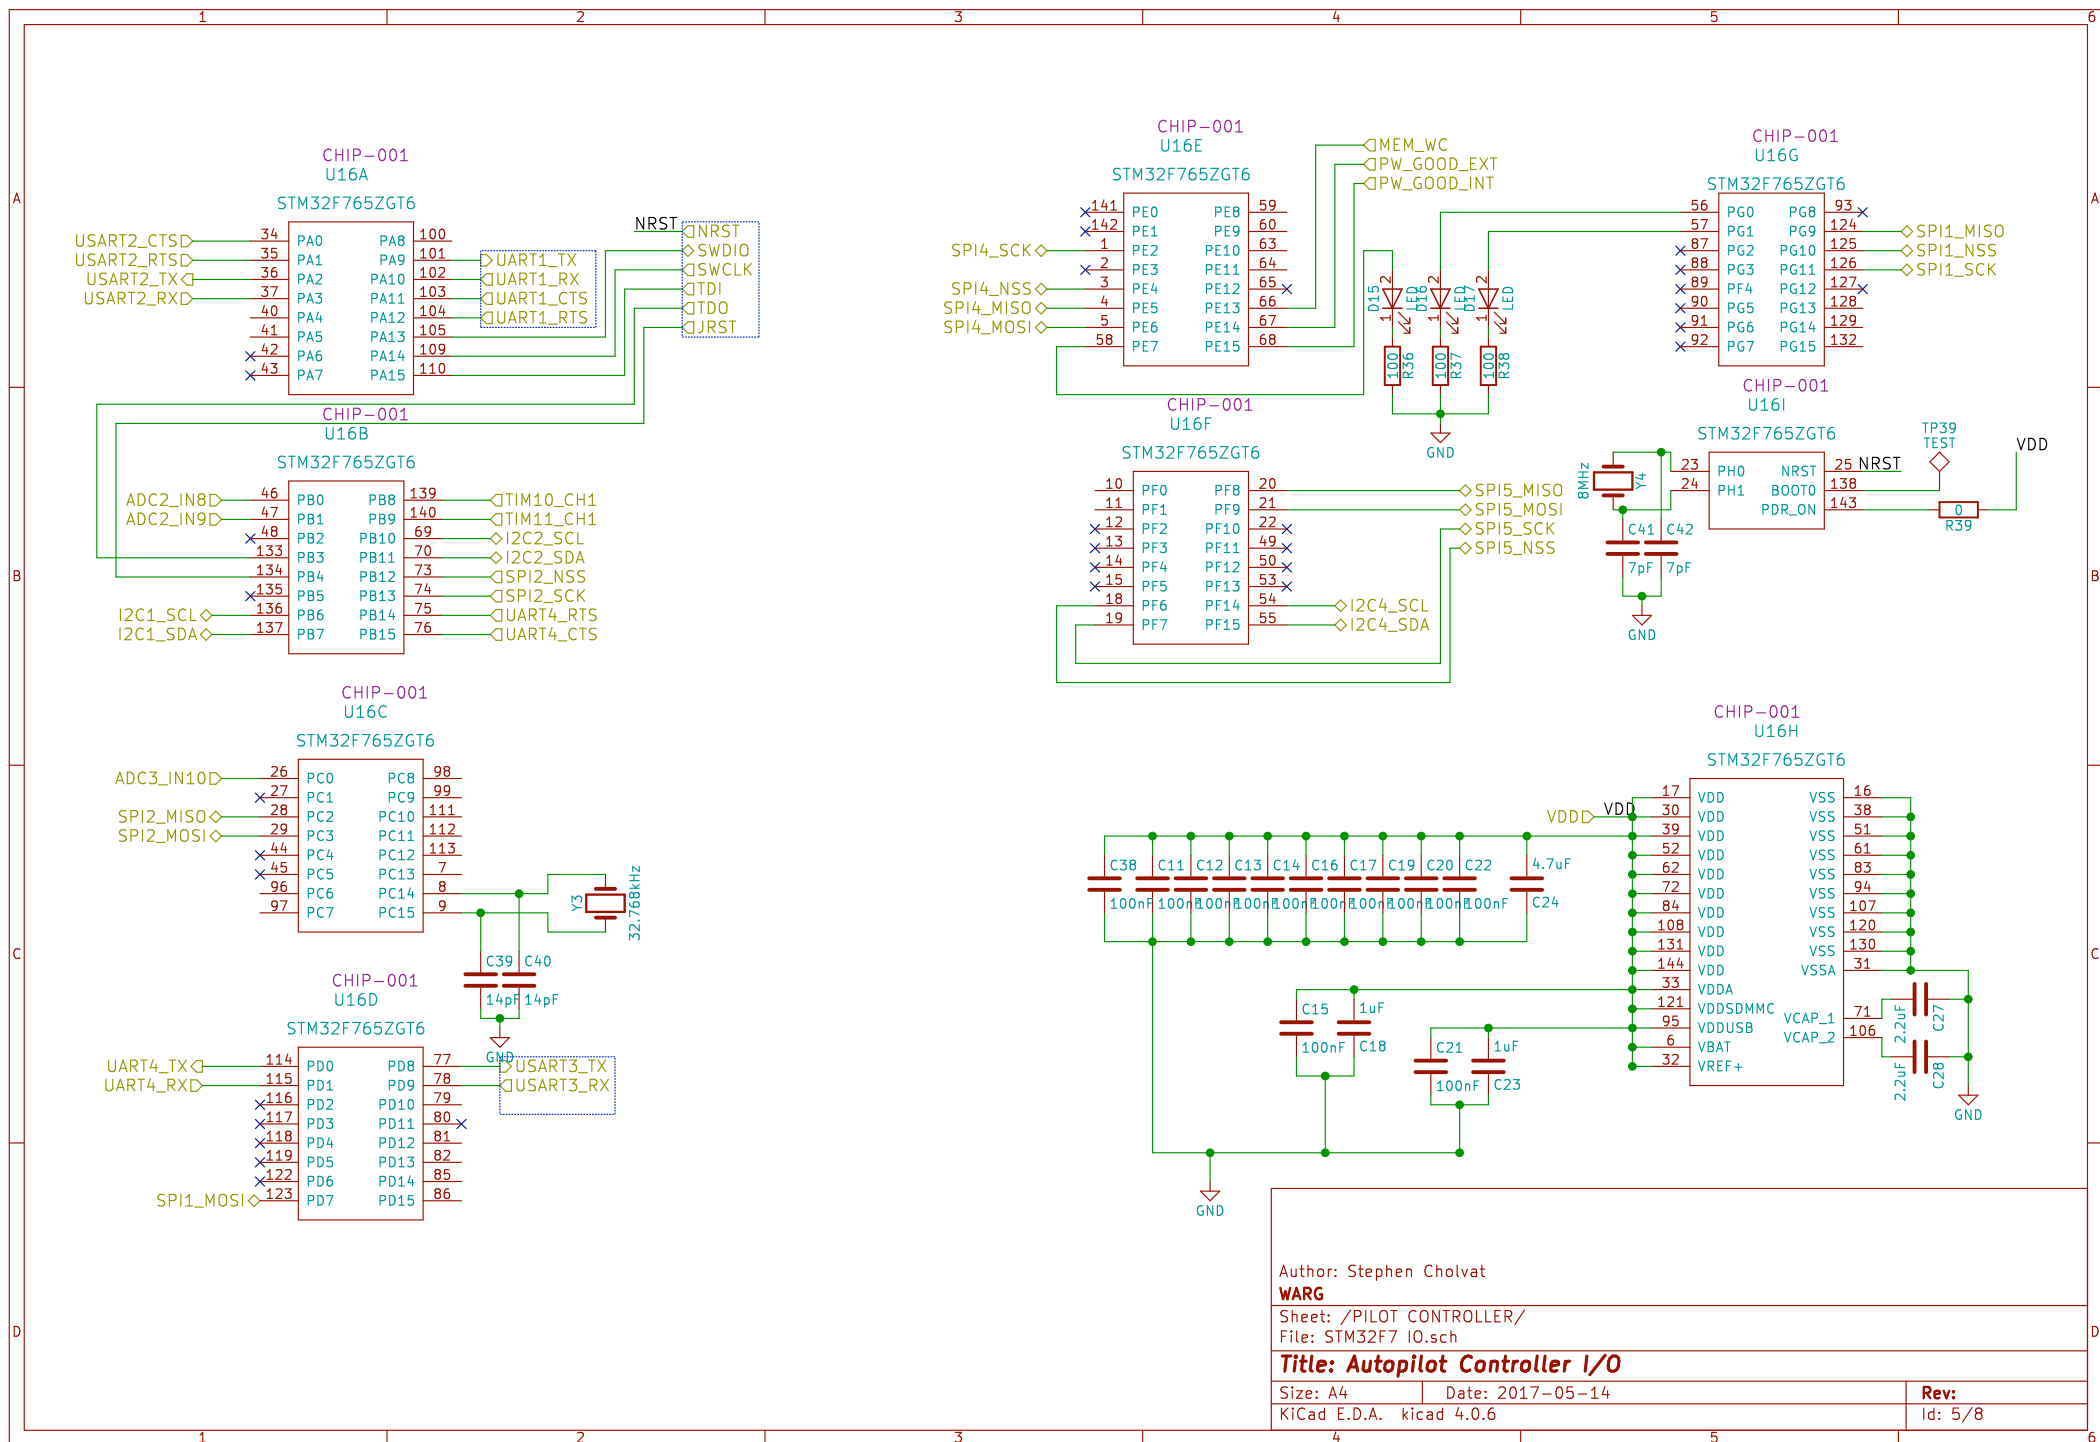 1 2 3 4 5 6
A
B
C
D
CHIP-001
U16A
STM32F765ZGT6
USART2_CTS 34 PA0 PA8 100
USART2_RTS 35 PA1 PA9 101 UART1_TX
USART2_TX 36 PA2 PA10 102 UART1_RX
USART2_RX 37 PA3 PA11 103 UART1_CTS
40 PA4 PA12 104 UART1_RTS
41 PA5 PA13 105
42 PA6 PA14 109
43 PA7 PA15 110
NRST
NRST
SWDIO
SWCLK
TDI
TDO
JRST
CHIP-001
U16B
STM32F765ZGT6
ADC2_IN8 46 PB0 PB8 139 TIM10_CH1
ADC2_IN9 47 PB1 PB9 140 TIM11_CH1
48 PB2 PB10 69 I2C2_SCL
133 PB3 PB11 70 I2C2_SDA
134 PB4 PB12 73 SPI2_NSS
135 PB5 PB13 74 SPI2_SCK
I2C1_SCL 136 PB6 PB14 75 UART4_RTS
I2C1_SDA 137 PB7 PB15 76 UART4_CTS
CHIP-001
U16C
STM32F765ZGT6
ADC3_IN10 26 PC0 PC8 98
27 PC1 PC9 99
SPI2_MISO 28 PC2 PC10 111
SPI2_MOSI 29 PC3 PC11 112
44 PC4 PC12 113
45 PC5 PC13 7
96 PC6 PC14 8
97 PC7 PC15 9
Y3
32.768kHz
C39 C40
14pF 14pF
GND
CHIP-001
U16D
STM32F765ZGT6
UART4_TX 114 PD0 PD8 77 USART3_TX
UART4_RX 115 PD1 PD9 78 USART3_RX
116 PD2 PD10 79
117 PD3 PD11 80
118 PD4 PD12 81
119 PD5 PD13 82
122 PD6 PD14 85
SPI1_MOSI 123 PD7 PD15 86
CHIP-001
U16E
STM32F765ZGT6
141 PE0 PE8 59
142 PE1 PE9 60
SPI4_SCK 1 PE2 PE10 63
2 PE3 PE11 64
SPI4_NSS 3 PE4 PE12 65
SPI4_MISO 4 PE5 PE13 66
SPI4_MOSI 5 PE6 PE14 67
58 PE7 PE15 68
MEM_WC
PW_GOOD_EXT
PW_GOOD_INT
2 2 2
D15 LED D16 LED D17 LED
1 1 1
100 R36 100 R37 100 R38
GND
CHIP-001
U16F
STM32F765ZGT6
10 PF0 PF8 20 SPI5_MISO
11 PF1 PF9 21 SPI5_MOSI
12 PF2 PF10 22 SPI5_SCK
13 PF3 PF11 49 SPI5_NSS
14 PF4 PF12 50
15 PF5 PF13 53
18 PF6 PF14 54 I2C4_SCL
19 PF7 PF15 55 I2C4_SDA
CHIP-001
U16G
STM32F765ZGT6
56 PG0 PG8 93
57 PG1 PG9 124 SPI1_MISO
87 PG2 PG10 125 SPI1_NSS
88 PG3 PG11 126 SPI1_SCK
89 PF4 PG12 127
90 PG5 PG13 128
91 PG6 PG14 129
92 PG7 PG15 132
CHIP-001
U16I
STM32F765ZGT6
23 PH0 NRST 25 NRST
24 PH1 BOOT0 138
PDR_ON 143
TP39
TEST
VDD
0
R39
8MHz
Y4
C41 C42
7pF 7pF
GND
CHIP-001
U16H
STM32F765ZGT6
VDD VDD
17 VDD VSS 16
30 VDD VSS 38
39 VDD VSS 51
52 VDD VSS 61
62 VDD VSS 83
72 VDD VSS 94
84 VDD VSS 107
108 VDD VSS 120
131 VDD VSS 130
144 VDD VSSA 31
33 VDDA
121 VDDSDMMC
95 VDDUSB VCAP_1 71
6 VBAT VCAP_2 106
32 VREF+
2.2uF C27
2.2uF C28
GND
C38 C11 C12 C13 C14 C16 C17 C19 C20 C22 4.7uF
100nF 100nF 100nF 100nF 100nF 100nF 100nF 100nF 100nF 100nF C24
C15 1uF
100nF C18
C21 1uF
100nF C23
GND
Author: Stephen Cholvat
WARG
Sheet: /PILOT CONTROLLER/
File: STM32F7 IO.sch
Title: Autopilot Controller I/O
Size: A4 Date: 2017-05-14 Rev:
KiCad E.D.A. kicad 4.0.6 Id: 5/8
1 2 3 4 5 6
A
B
C
D